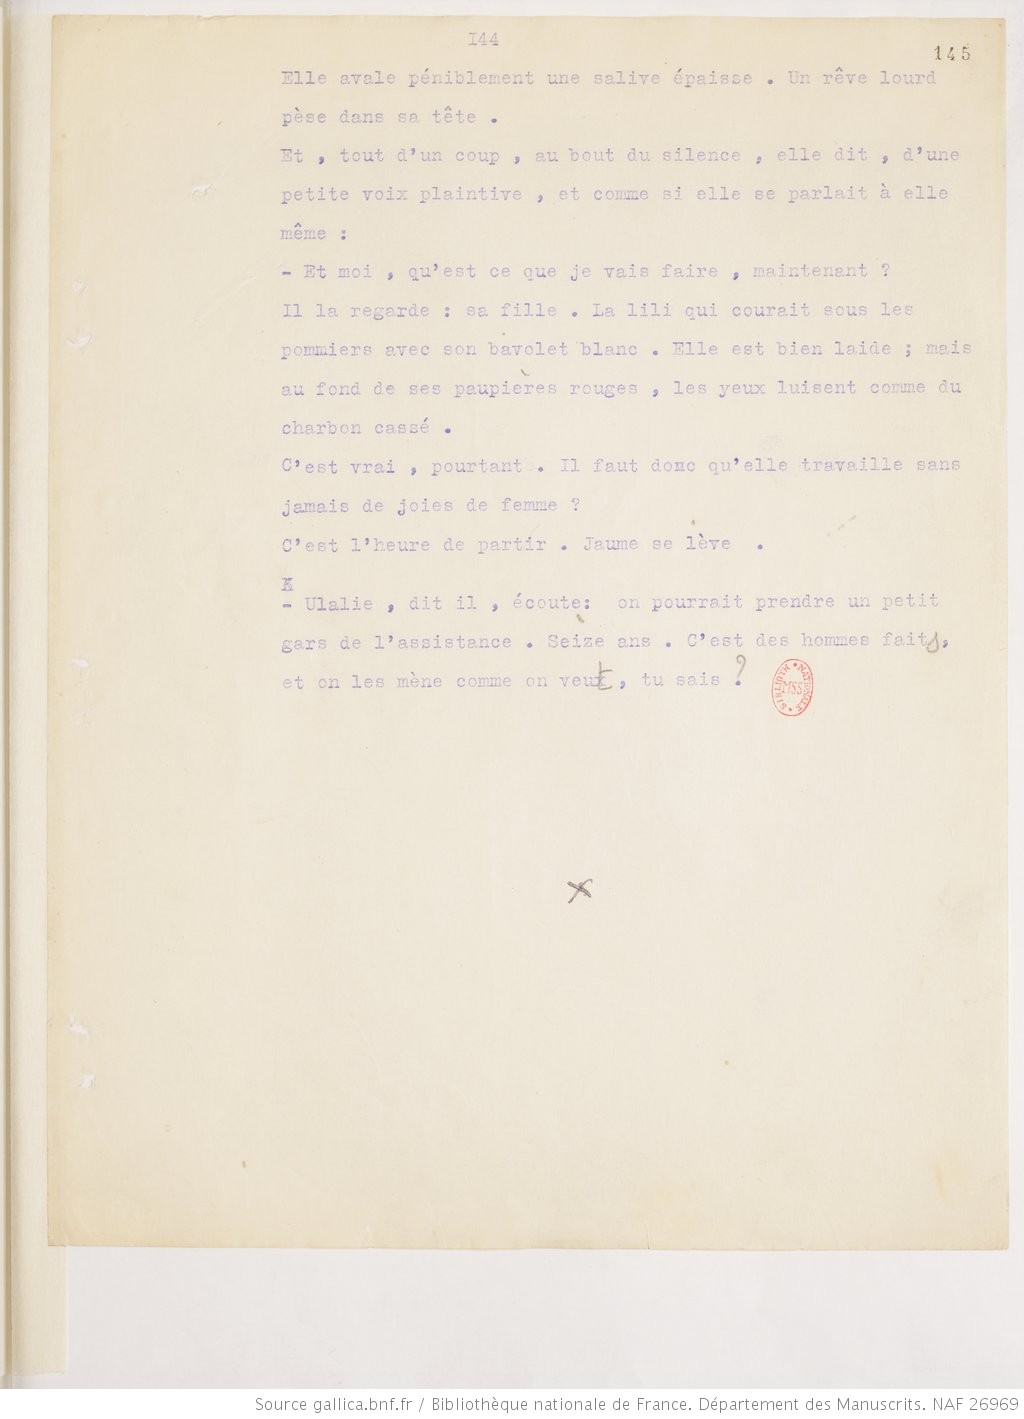 I44
145
Elle avale péniblement une salive épaisse . Un rêve lourd
pèse dans sa tête .
Et , tout d'un coup , au bout du silence , elle dit , d'une
petite voix plaintive , et comme si elle se parlait à elle
même :
- Et moi , qu'est ce que je vais faire , maintenant ?
Il la regarde : sa fille . La lili qui courait sous les
pommiers avec son bavolet blanc . Elle est bien laide ; mais
au fond de ses paupières rouges , les yeux luisent comme du
charbon cassé .
C'est vrai , pourtant . Il faut donc qu'elle travaille sans
jamais de joies de femme ?
C'est l'heure de partir . Jaume se lève .
- Ulalie , dit il , écoute: on pourrait prendre un petit
gars de l'assistance . Seize ans . C'est des hommes faits,
et on les mène comme on veut , tu sais ?
BIBLIOTH NATIONALE MSS
x
Source gallica.bnf.fr / Bibliothèque nationale de France. Département des Manuscrits. NAF 26969